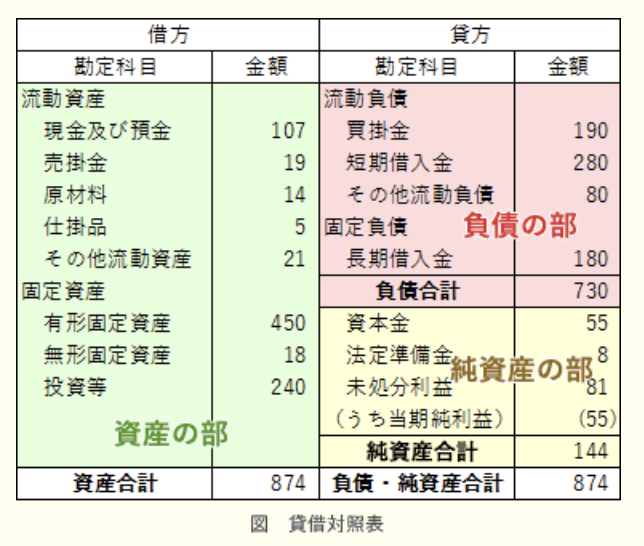 借方 貸方
勘定科目 金額 勘定科目 金額
流動資産 流動負債
現金及び預金 107 買掛金 190
売掛金 19 短期借入金 280
原材料 14 その他流動負債 80
仕掛品 5 固定負債 負債の部
その他流動資産 21 長期借入金 180
固定資産 負債合計 730
有形固定資産 450 資本金 55
無形固定資産 18 法定準備金 8
純資産の部
投資等 240 未処分利益 81
資産の部 (うち当期純利益) (55)
純資産合計 144
資産合計 874 負債・純資産合計 874
図 貸借対照表